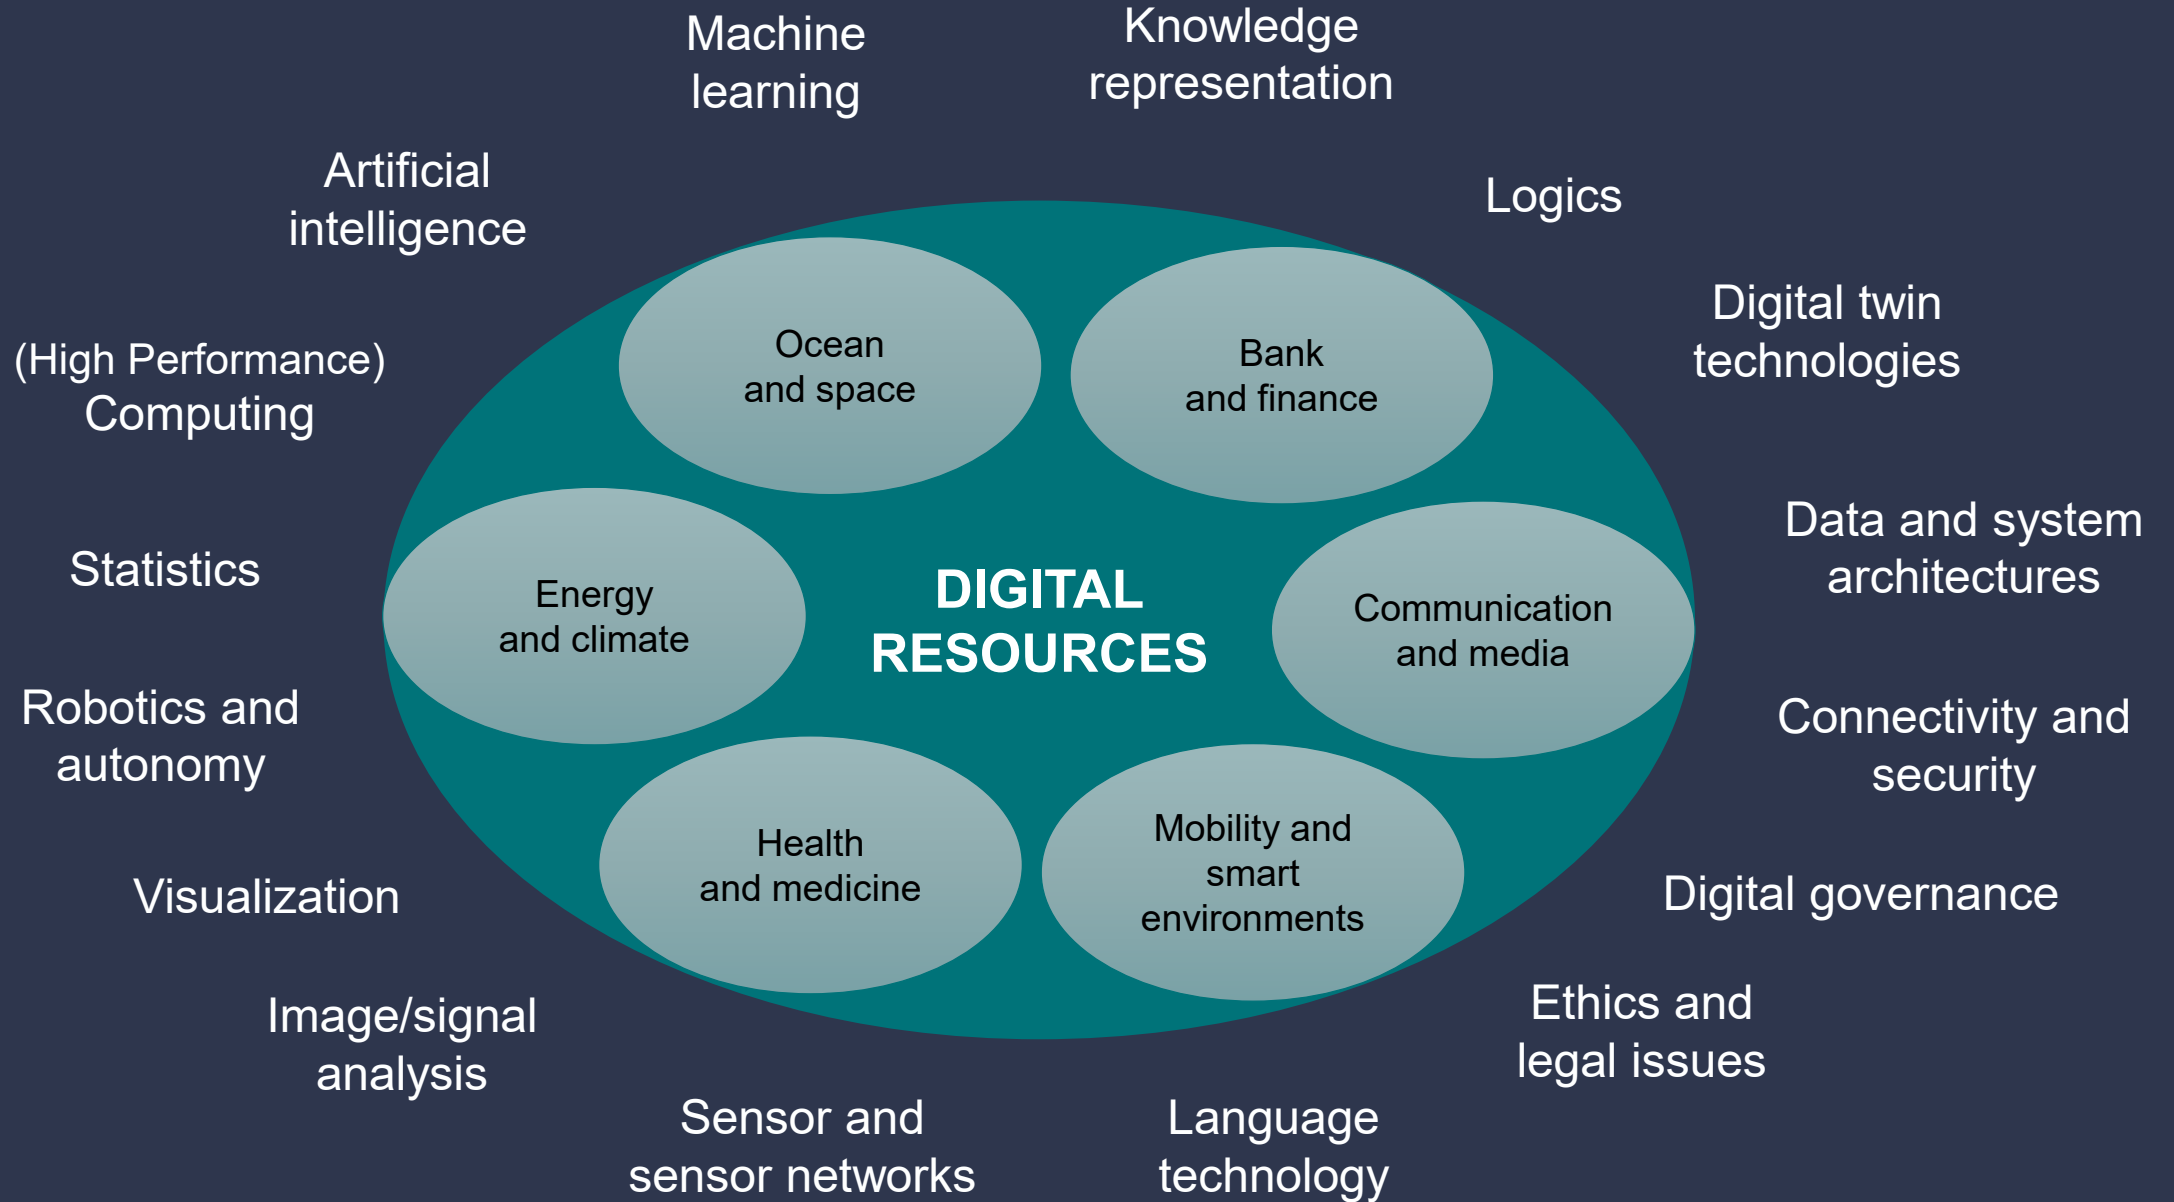 Machine
learning
Knowledge
representation
Artificial
intelligence
Logics
Digital twin
technologies
(High Performance)
Computing
Ocean
and space
Bank
and finance
Data and system
architectures
Statistics
Energy
and climate
DIGITAL
RESOURCES
Communication
and media
Robotics and
autonomy
Connectivity and
security
Health
and medicine
Mobility and
smart
environments
Visualization
Digital governance
Image/signal
analysis
Ethics and
legal issues
Sensor and
sensor networks
Language
technology